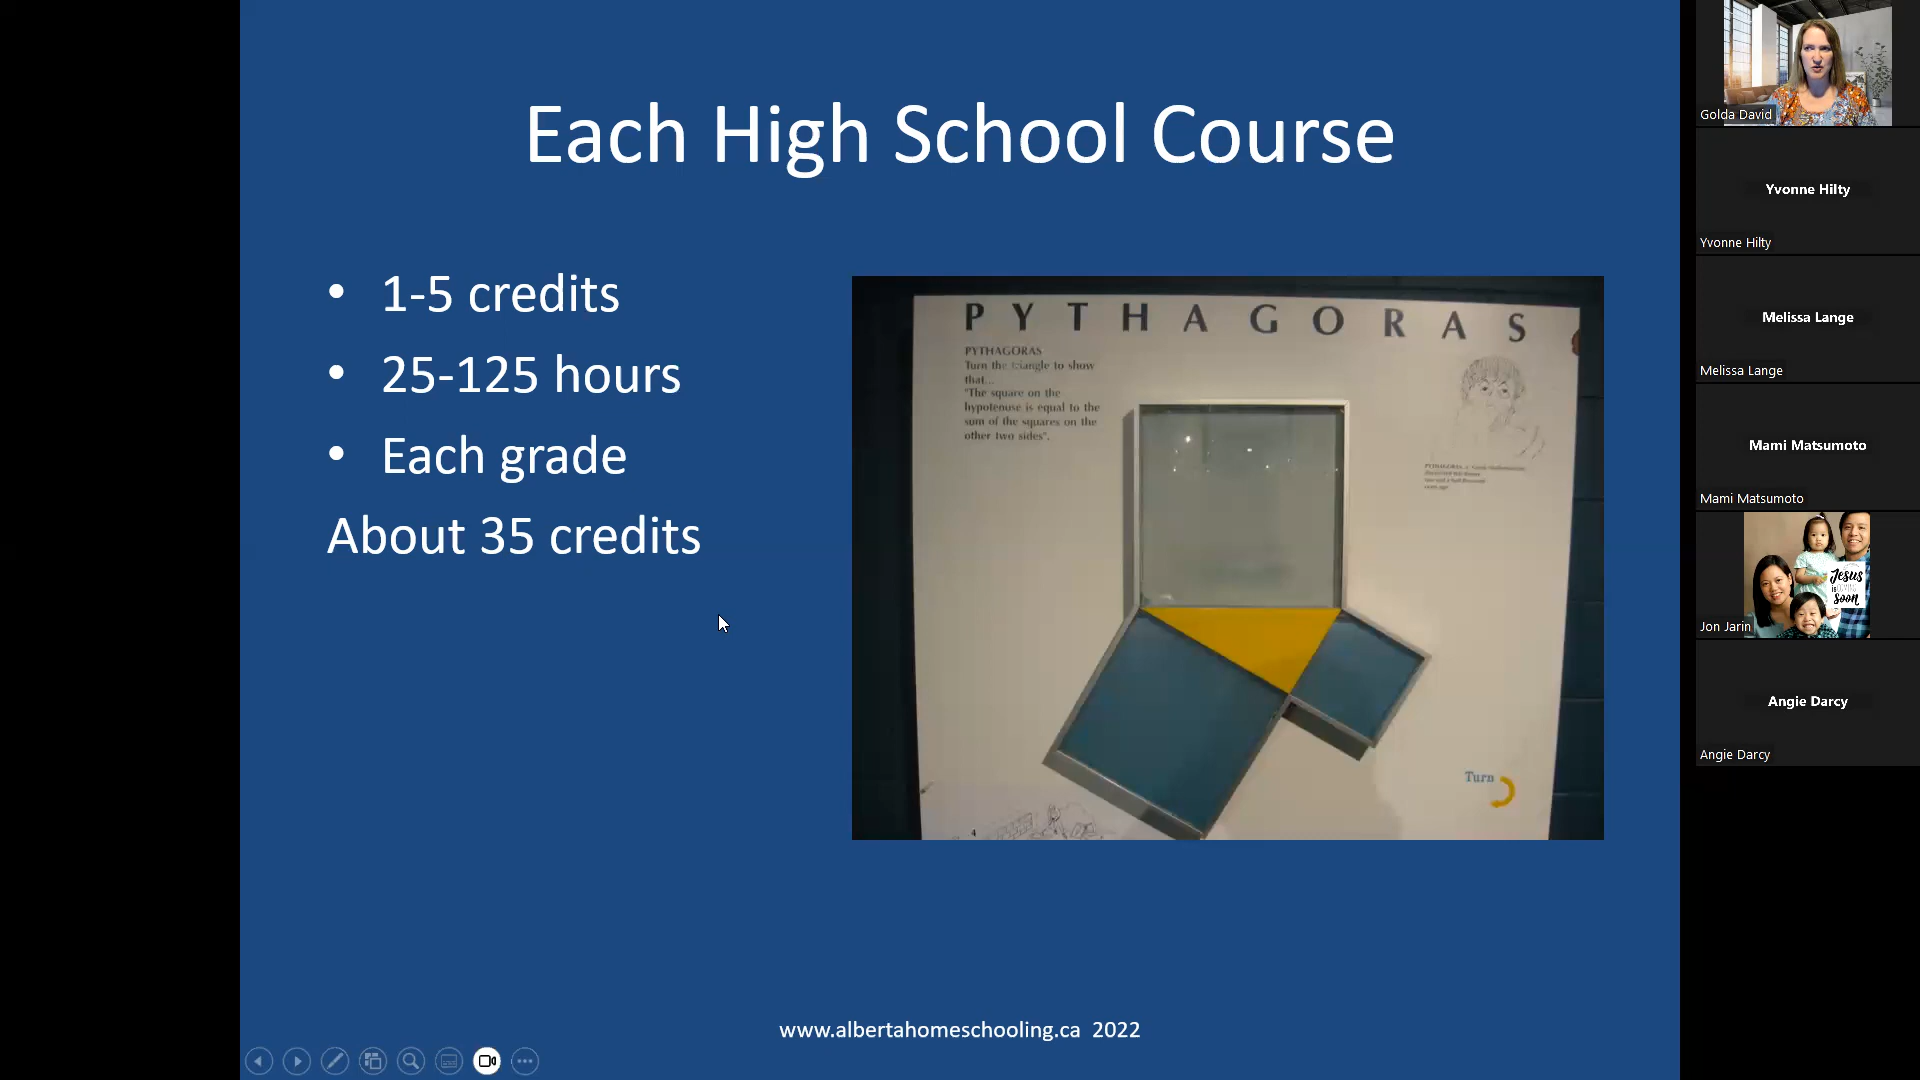 Each High School Course
• 1-5 credits
• 25-125 hours
• Each grade
About 35 credits
PYTHAGORAS
PYTHAGORAS
Turn the triangle to show
that...
"The square on the
hypotenuse is equal to the
sum of the squares on the
other two sides".
Turn
4
www.albertahomeschooling.ca 2022
Golda David
Yvonne Hilty
Yvonne Hilty
Melissa Lange
Melissa Lange
Mami Matsumoto
Mami Matsumoto
Jesus
soon
Jon Jarin
Angie Darcy
Angie Darcy